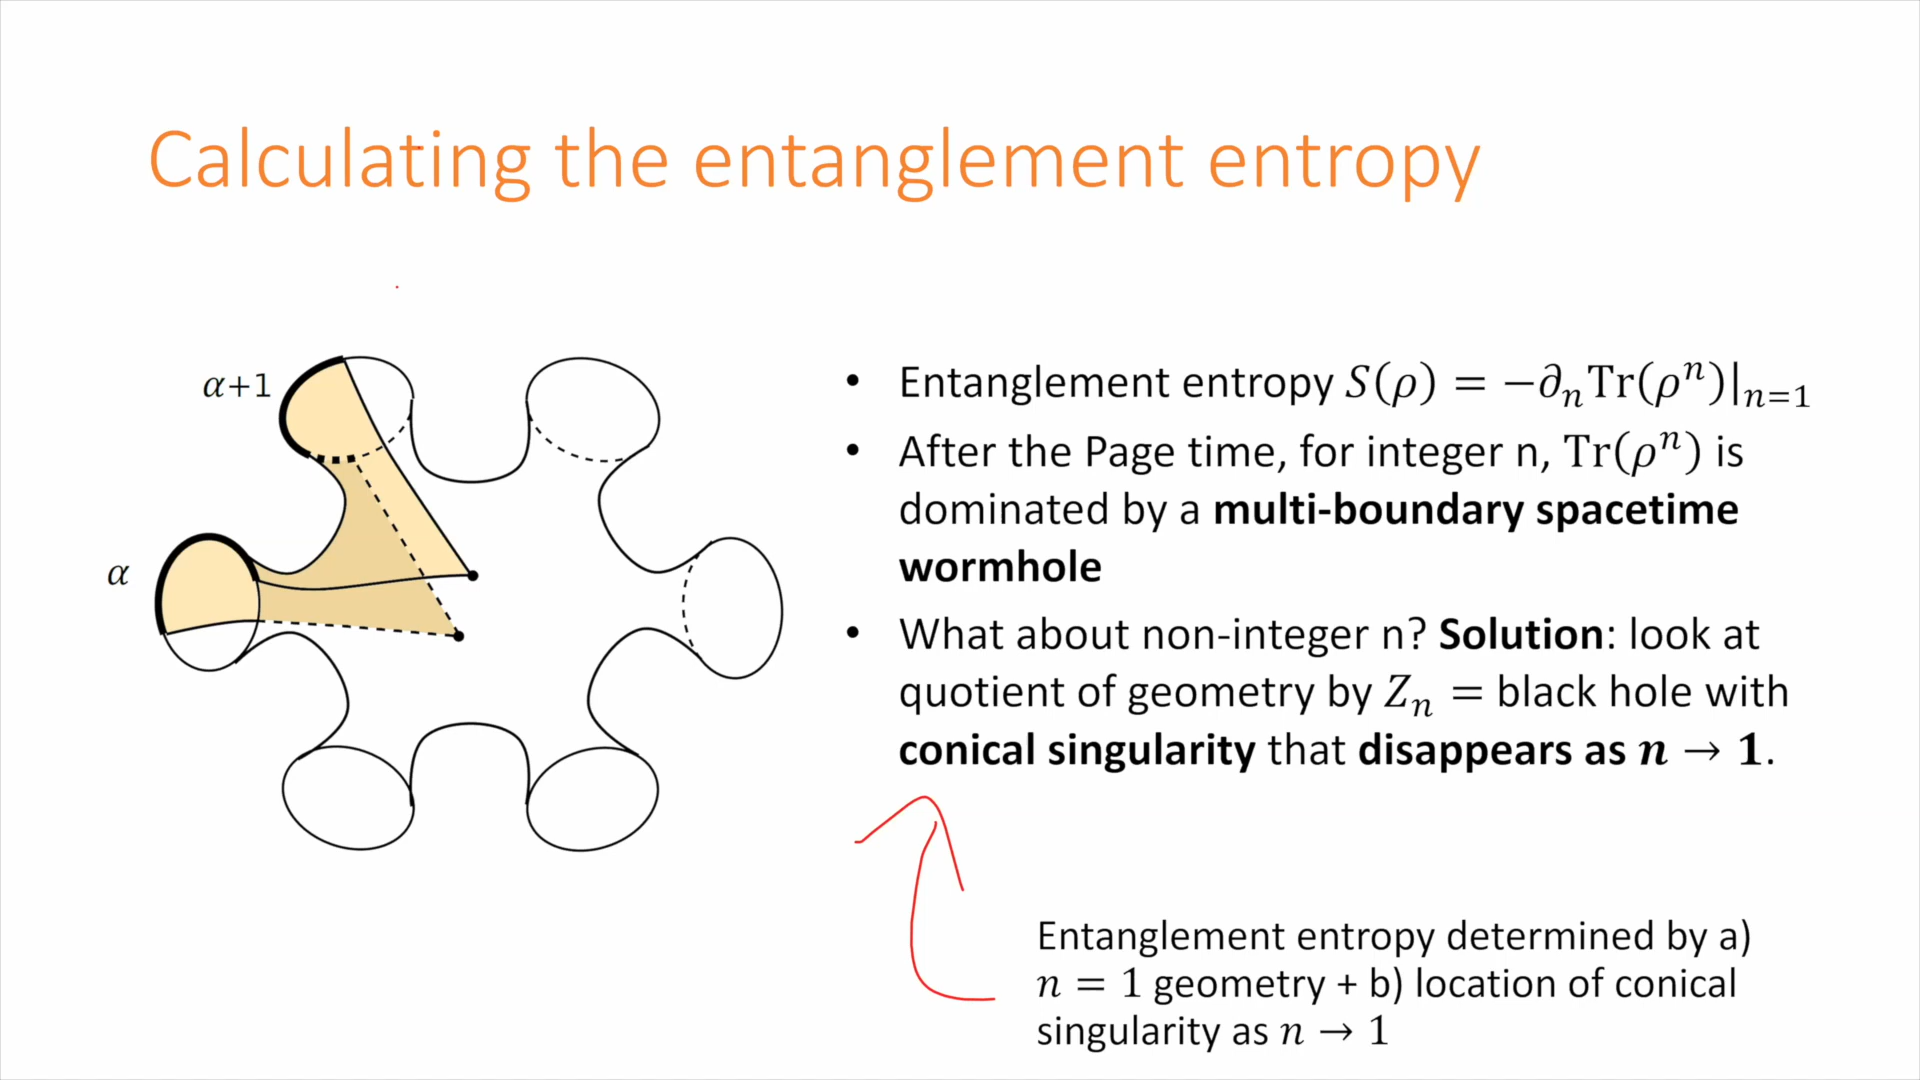 Calculating the entanglement entropy
α+1
α
• Entanglement entropy S(ρ) = −∂ₙTr(ρⁿ)|ₙ₌₁
• After the Page time, for integer n, Tr(ρⁿ) is
dominated by a multi-boundary spacetime
wormhole
• What about non-integer n? Solution: look at
quotient of geometry by Zₙ = black hole with
conical singularity that disappears as n → 1.
Entanglement entropy determined by a)
n = 1 geometry + b) location of conical
singularity as n → 1